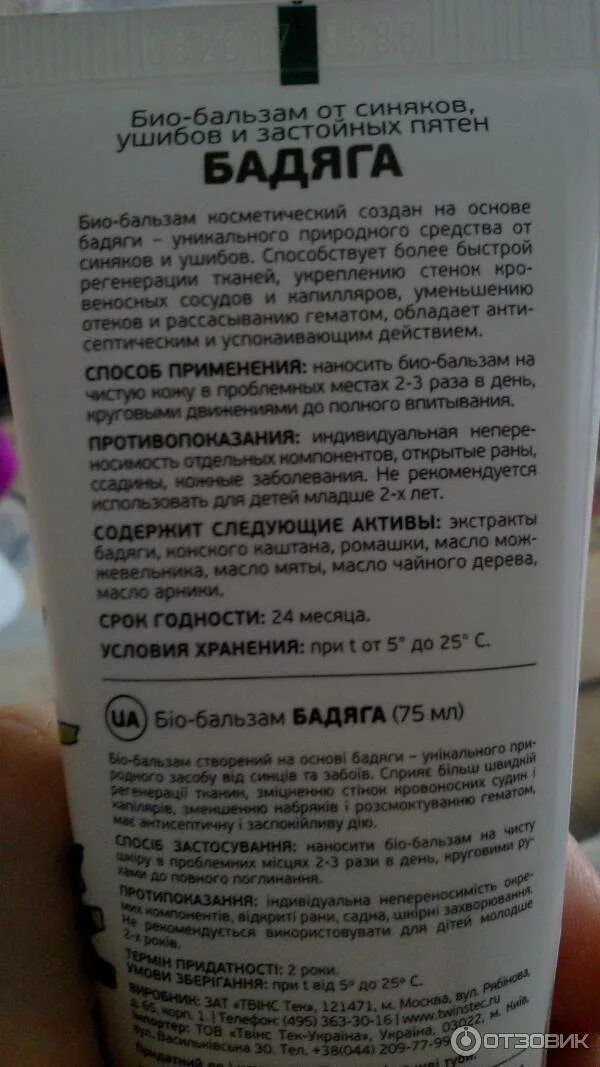 Био-бальзам от синяков,
ушибов и застойных пятен
БАДЯГА
Био-бальзам косметический создан на основе
бадяги – уникального природного средства от
синяков и ушибов. Способствует более быстрой
регенерации тканей, укреплению стенок кро-
веносных сосудов и капилляров, уменьшению
отеков и рассасыванию гематом, обладает анти-
септическим и успокаивающим действием.
СПОСОБ ПРИМЕНЕНИЯ: наносить био-бальзам на
чистую кожу в проблемных местах 2-3 раза в день,
круговыми движениями до полного впитывания.
ПРОТИВОПОКАЗАНИЯ: индивидуальная непере-
носимость отдельных компонентов, открытые раны,
ссадины, кожные заболевания. Не рекомендуется
использовать для детей младше 2-х лет.
СОДЕРЖИТ СЛЕДУЮЩИЕ АКТИВЫ: экстракты
бадяги, конского каштана, ромашки, масло мож-
жевельника, масло мяты, масло чайного дерева,
масло арники.
СРОК ГОДНОСТИ: 24 месяца.
УСЛОВИЯ ХРАНЕНИЯ: при t от 5° до 25° С.
UA Біо-бальзам БАДЯГА (75 мл)
Біо-бальзам створений на основі бадяги – унікального при-
родного засобу від синців та забоїв. Сприяє більш швидкій
регенерації тканин, зміцненню стінок кровоносних судин і
капілярів, зменшенню набряків і розсмоктуванню гематом,
має антисептичну і заспокійливу дію.
СПОСІБ ЗАСТОСУВАННЯ: наносити біо-бальзам на чисту
шкіру в проблемних місцях 2-3 рази в день, круговими ру-
хами до повного поглинання.
ПРОТИПОКАЗАННЯ: індивідуальна непереносимість окре-
мих компонентів, відкриті рани, садна, шкірні захворювання.
Не рекомендується використовувати для дітей молодше
2-х років.
ТЕРМІН ПРИДАТНОСТІ: 2 роки.
УМОВИ ЗБЕРІГАННЯ: при t від 5° до 25° С.
ВИРОБНИК: ЗАТ «ТВІНС Тек», 121471, м. Москва, вул. Рябінова,
д. 65, корп. 1 | Телефон: (495) 363-30-16 | www.twinstec.ru
Імпортер: ТОВ «Твінс Тек-Україна», Україна, 03022, м. Київ,
вул. Васильківська 30. Тел. +38(044) 209-77-99
Придатний до
туби.
ОТЗОВИК